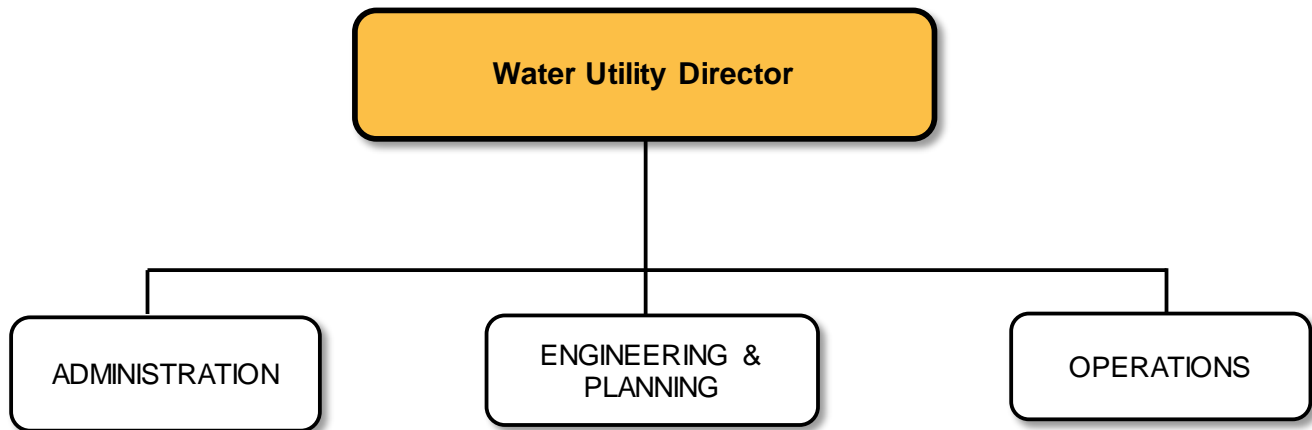 Water Utility Director
ADMINISTRATION
ENGINEERING &
PLANNING
OPERATIONS